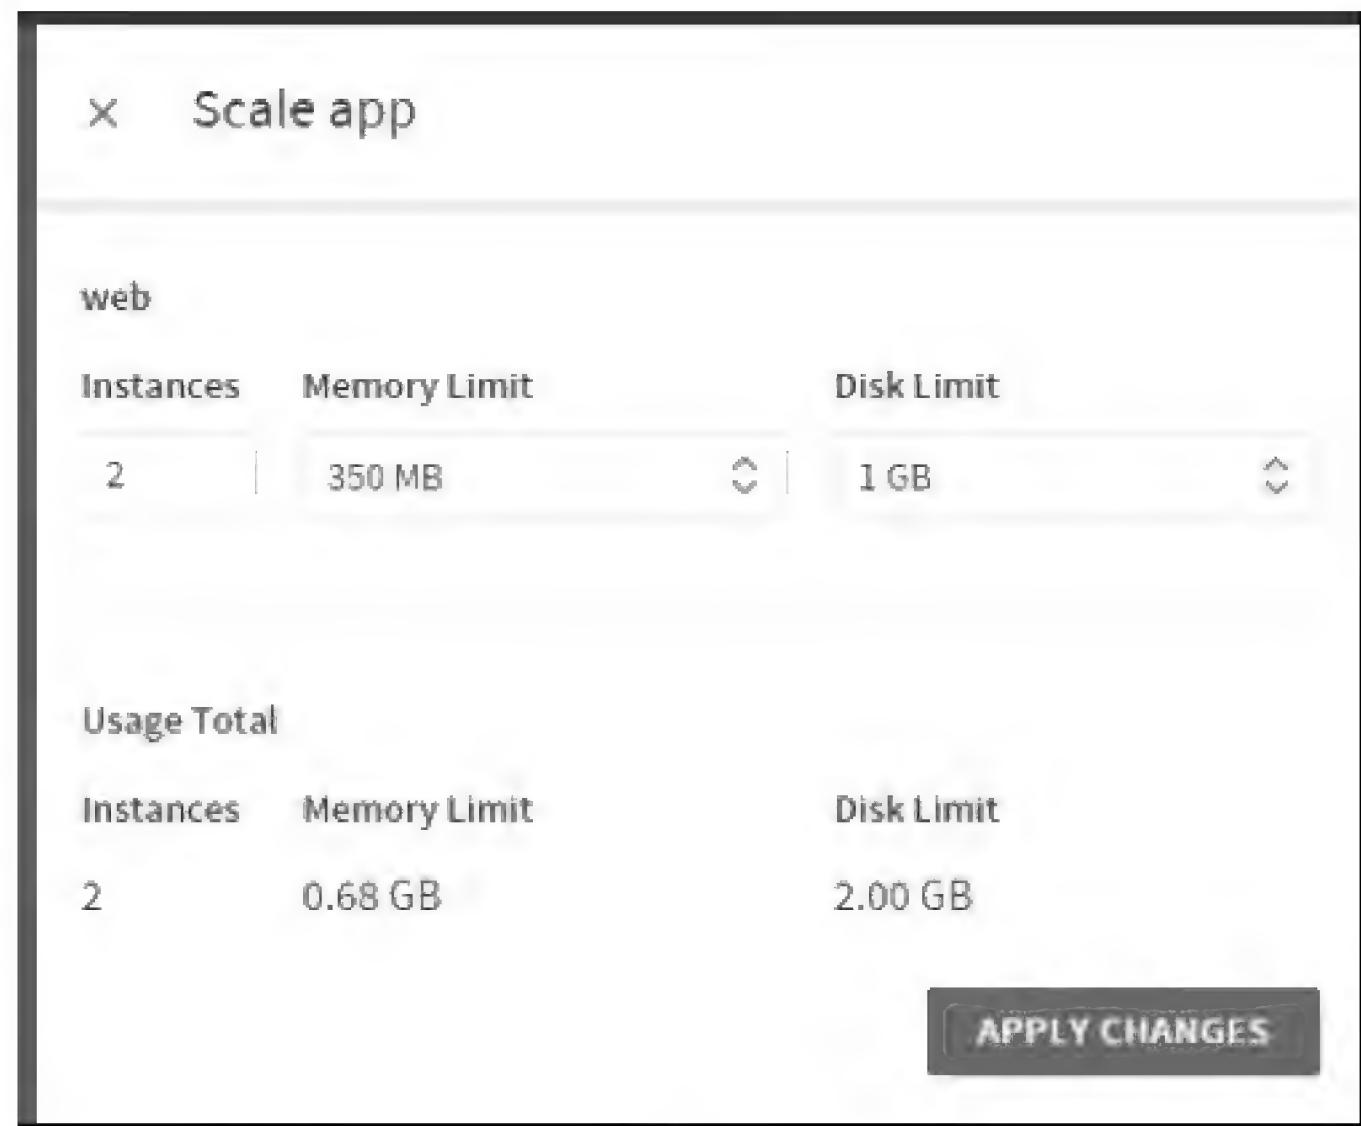 × Scale app
web
Instances Memory Limit Disk Limit
2 350 MB 1 GB
Usage Total
Instances Memory Limit Disk Limit
2 0.68 GB 2.00 GB
APPLY CHANGES